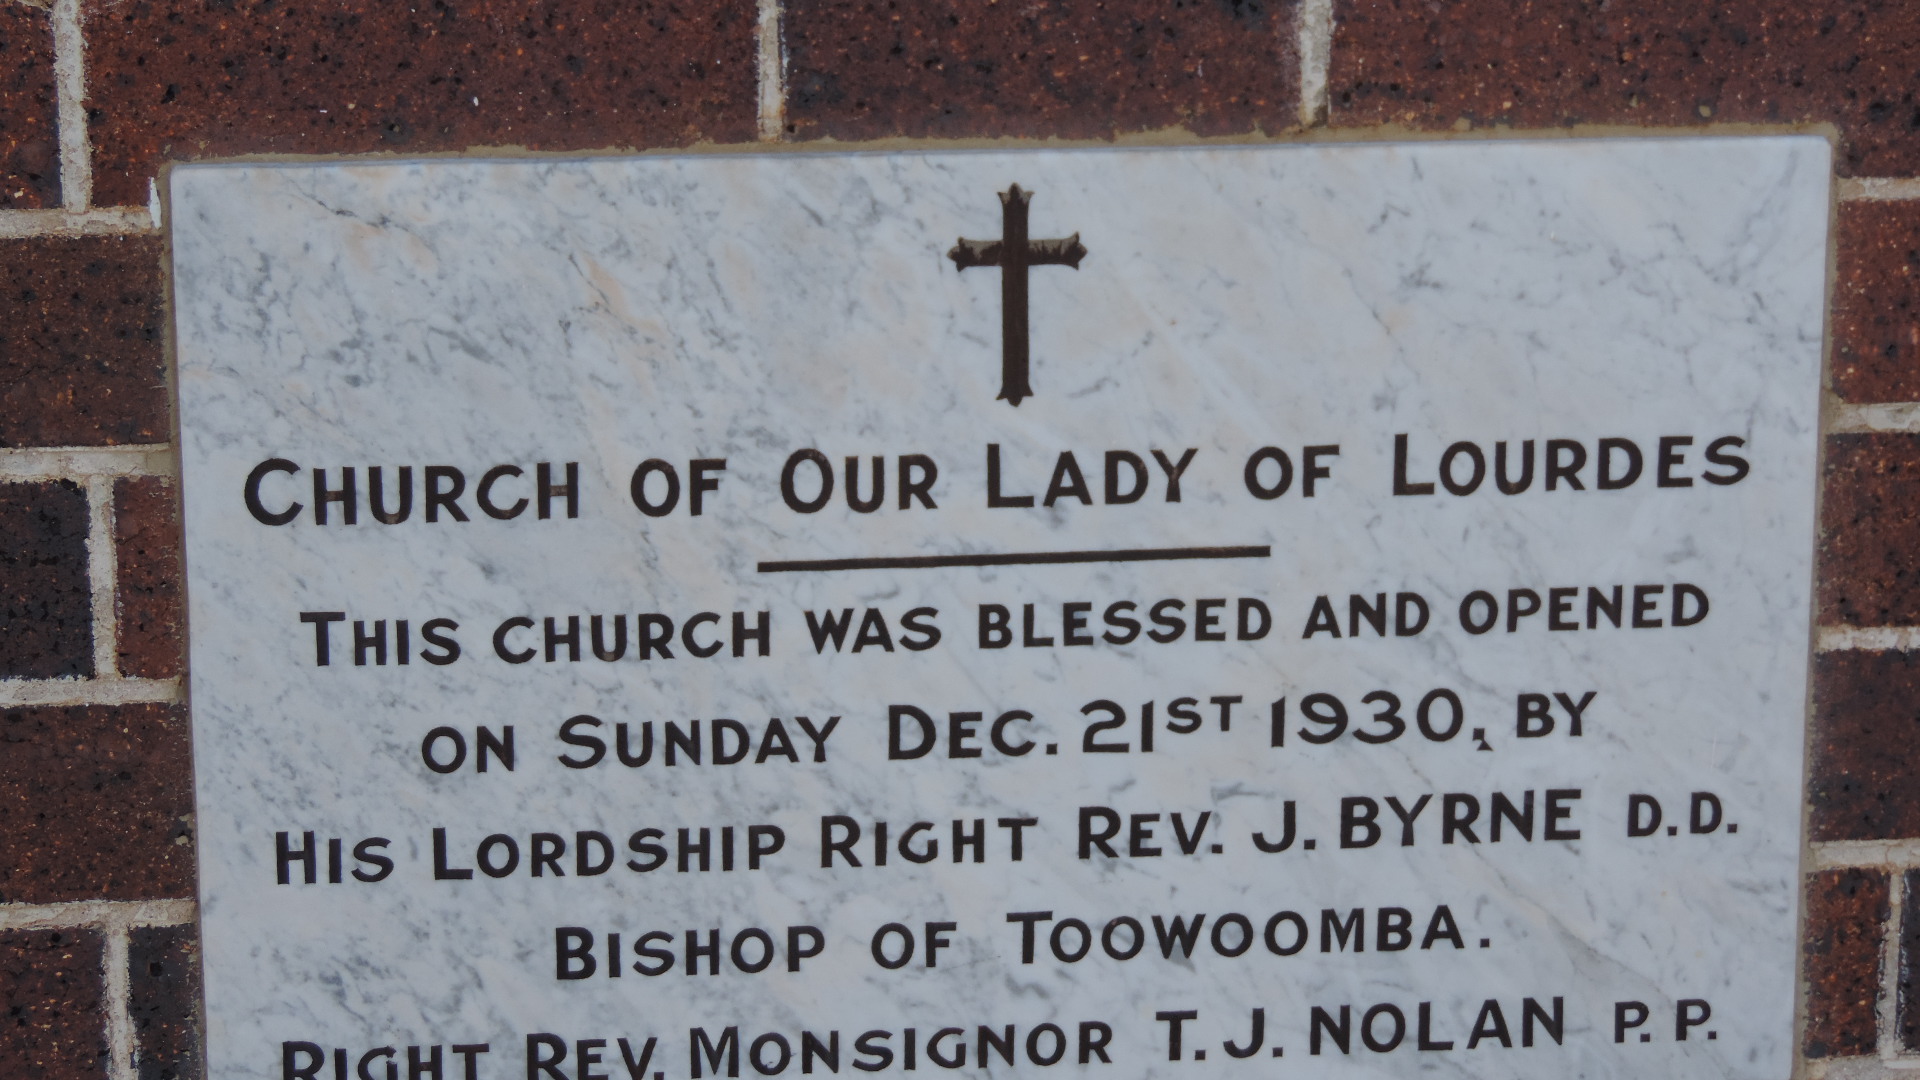 CHURCH OF OUR LADY OF LOURDES
THIS CHURCH WAS BLESSED AND OPENED
ON SUNDAY DEC. 21ST 1930, BY
HIS LORDSHIP RIGHT REV. J. BYRNE D.D.
BISHOP OF TOOWOOMBA.
RIGHT REV. MONSIGNOR T. J. NOLAN P. P.